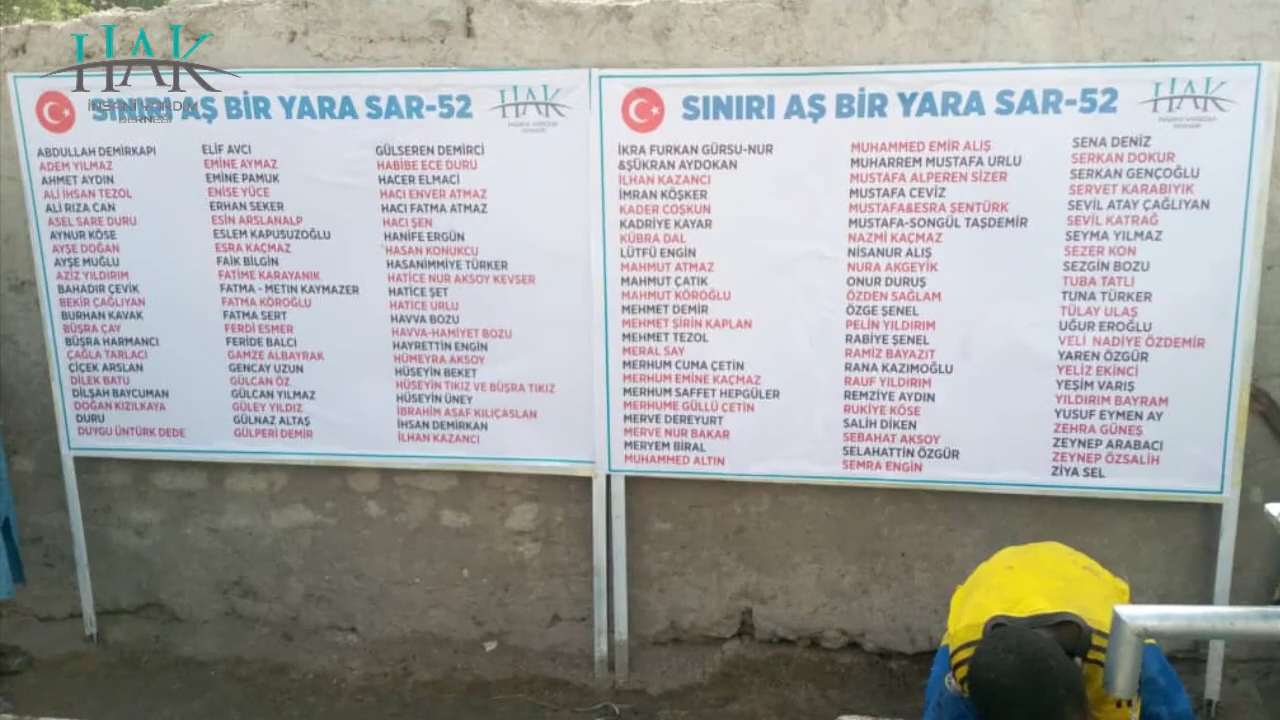 HAK
İNSANİ YARDIM
DERNEĞİ
SINIRI AŞ BİR YARA SAR-52
HAK
İNSANİ YARDIM
DERNEĞİ
ABDULLAH DEMİRKAPI
ADEM YILMAZ
AHMET AYDIN
ALİ İHSAN TEZOL
ALİ RIZA CAN
ASEL SARE DURU
AYNUR KÖSE
AYŞE DOĞAN
AYŞE MUĞLU
AZİZ YILDIRIM
BAHADIR ÇEVİK
BEKİR ÇAĞLIYAN
BURHAN KAVAK
BÜŞRA ÇAY
BÜŞRA HARMANCI
ÇAĞLA TARLACI
ÇİÇEK ARSLAN
DİLEK BATU
DİLŞAH BAYCUMAN
DOĞAN KIZILKAYA
DURU
DUYGU ÜNTÜRK DEDE
ELİF AVCI
EMİNE AYMAZ
EMİNE PAMUK
ENİSE YÜCE
ERHAN SEKER
ESİN ARSLANALP
ESLEM KAPUSUZOĞLU
ESRA KAÇMAZ
FAİK BİLGİN
FATİME KARAYANIK
FATMA - METİN KAYMAZER
FATMA KÖROĞLU
FATMA SERT
FERDİ ESMER
FERİDE BALCI
GAMZE ALBAYRAK
GENCAY UZUN
GÜLCAN ÖZ
GÜLCAN YILMAZ
GÜLEY YILDIZ
GÜLNAZ ALTAŞ
GÜLPERİ DEMİR
GÜLSEREN DEMİRCİ
HABİBE ECE DURU
HACER ELMACİ
HACI ENVER ATMAZ
HACI FATMA ATMAZ
HACI ŞEN
HANİFE ERGÜN
HASAN KONUKCU
HASANİMMİYE TÜRKER
HATİCE NUR AKSOY KEVSER
HATİCE ŞET
HATİCE URLU
HAVVA BOZU
HAVVA-HAMİYET BOZU
HAYRETTİN ENGİN
HÜMEYRA AKSOY
HÜSEYİN BEKET
HÜSEYİN TIKIZ VE BÜŞRA TIKIZ
HÜSEYİN ÜNEY
İBRAHİM ASAF KILIÇASLAN
İHSAN DEMİRKAN
İLHAN KAZANCI
SINIRI AŞ BİR YARA SAR-52
HAK
İNSANİ YARDIM
DERNEĞİ
İKRA FURKAN GÜRSU-NUR
&ŞÜKRAN AYDOKAN
İLHAN KAZANCI
İMRAN KÖŞKER
KADER COŞKUN
KADRİYE KAYAR
KÜBRA DAL
LÜTFÜ ENGİN
MAHMUT ATMAZ
MAHMUT ÇATIK
MAHMUT KÖROĞLU
MEHMET DEMİR
MEHMET ŞİRİN KAPLAN
MEHMET TEZOL
MERAL SAY
MERHUM CUMA ÇETİN
MERHUM EMİNE KAÇMAZ
MERHUM SAFFET HEPGÜLER
MERHUME GÜLLÜ ÇETİN
MERVE DEREYURT
MERVE NUR BAKAR
MERYEM BİRAL
MUHAMMED ALTIN
MUHAMMED EMİR ALIŞ
MUHARREM MUSTAFA URLU
MUSTAFA ALPEREN SİZER
MUSTAFA CEVİZ
MUSTAFA&ESRA ŞENTÜRK
MUSTAFA-SONGÜL TAŞDEMİR
NAZMİ KAÇMAZ
NİSANUR ALIŞ
NURA AKGEYİK
ONUR DURUŞ
ÖZDEN SAĞLAM
ÖZGE ŞENEL
PELİN YILDIRIM
RABİYE ŞENEL
RAMİZ BAYAZIT
RANA KAZIMOĞLU
RAUF YILDIRIM
REMZİYE AYDIN
RUKİYE KÖSE
SALİH DİKEN
SEBAHAT AKSOY
SELAHATTİN ÖZGÜR
SEMRA ENGİN
SENA DENİZ
SERKAN DOKUR
SERKAN GENÇOĞLU
SERVET KARABIYIK
SEVİL ATAY ÇAĞLIYAN
SEVİL KATRAĞ
SEYMA YILMAZ
SEZER KON
SEZGİN BOZU
TUBA TATLI
TUNA TÜRKER
TÜLAY ULAŞ
UĞUR EROĞLU
VELİ NADİYE ÖZDEMİR
YAREN ÖZGÜR
YELİZ EKİNCİ
YEŞİM VARIŞ
YILDIRIM BAYRAM
YUSUF EYMEN AY
ZEHRA GÜNEŞ
ZEYNEP ARABACI
ZEYNEP ÖZSALİH
ZİYA SEL